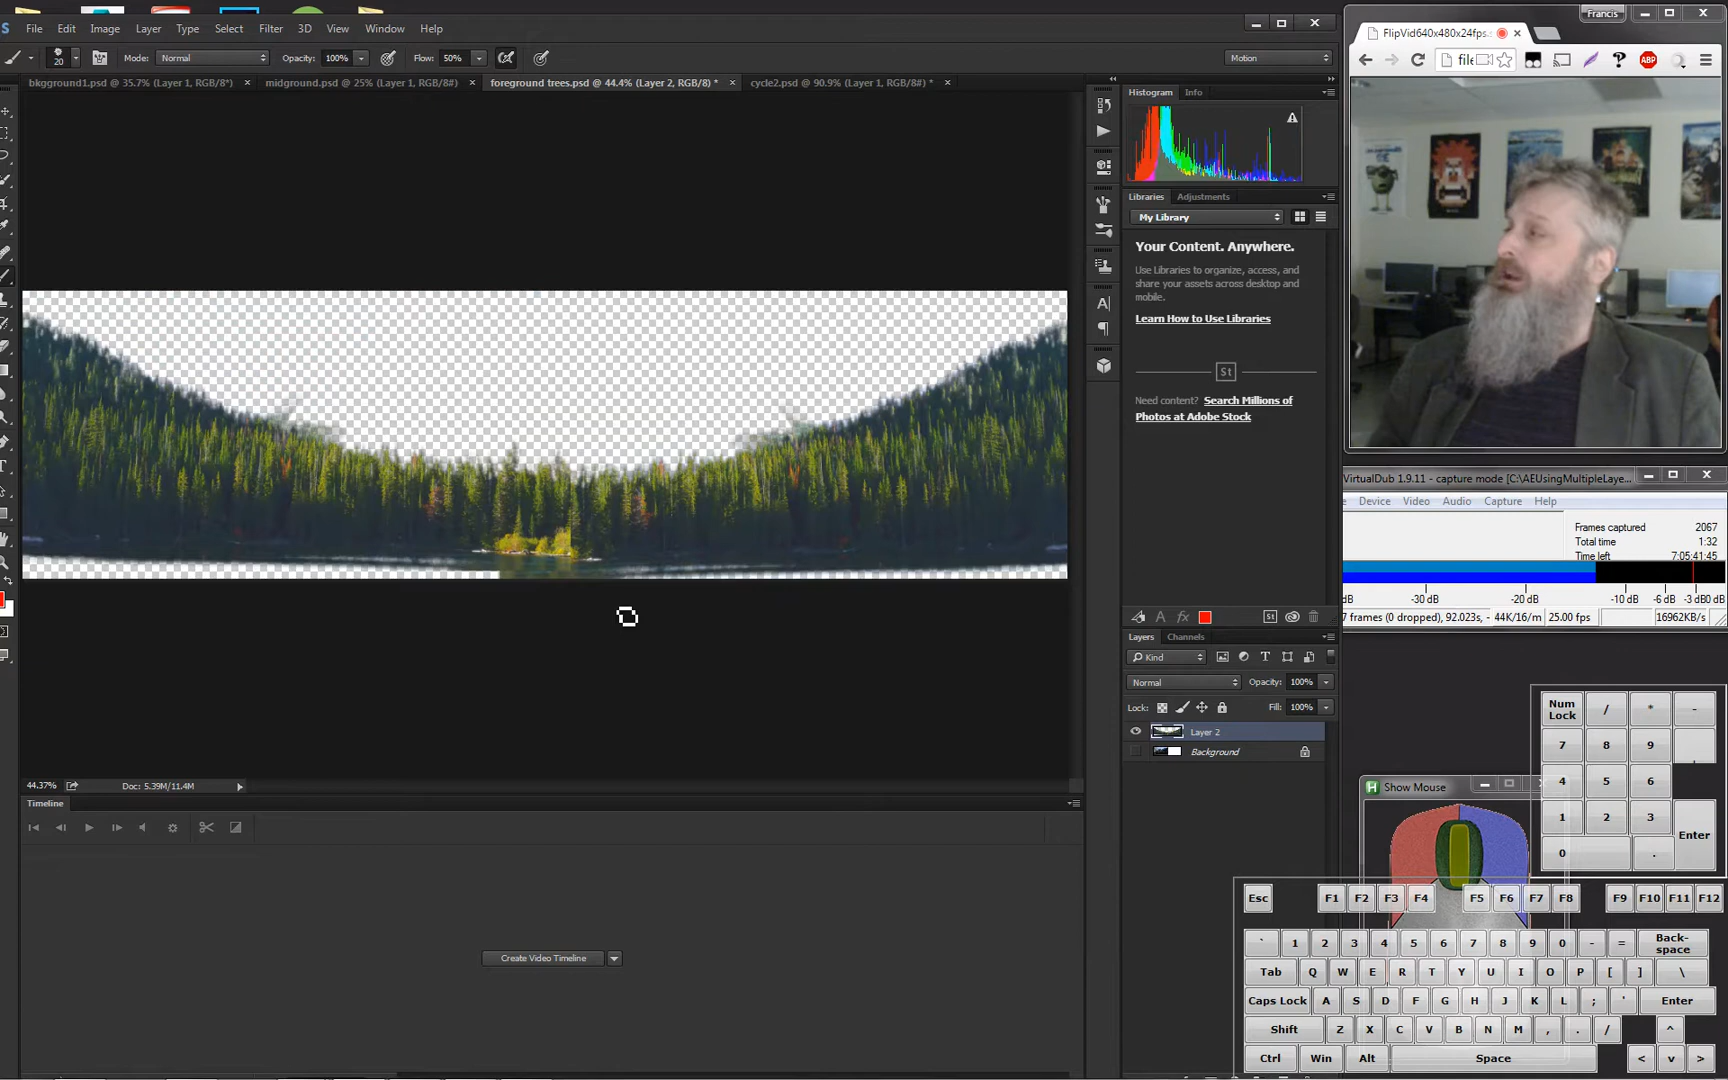 File Edit Image Layer Type Select Filter 3D View Window Help
20 Mode: Normal Opacity: 100% Flow: 50% Motion
bkgground1.psd @ 35.7% (Layer 1, RGB/8*) × midground.psd @ 25% (Layer 1, RGB/8#) × foreground trees.psd @ 44.4% (Layer 2, RGB/8) * × cycle2.psd @ 90.9% (Layer 1, RGB/8#) * ×
Histogram Info
Libraries Adjustments
My Library
Your Content. Anywhere.
Use Libraries to organize, access, and
share your assets across desktop and
mobile.
Learn How to Use Libraries
St
Need content? Search Millions of
Photos at Adobe Stock
Layers Channels
Kind
Normal Opacity: 100%
Lock: Fill: 100%
Layer 2
Background
44.37% Doc: 5.39M/11.4M
Timeline
Create Video Timeline
Francis
FlipVid640x480x24fps.s
file
ABP
VirtualDub 1.9.11 - capture mode [C:\AEUsingMultipleLaye...
Device Video Audio Capture Help
Frames captured 2067
Total time 1:32
Time left 7:05:41:45
-30 dB -20 dB -10 dB -6 dB -3 dB 0 dB
7 frames (0 dropped), 92.023s, - 44K/16/m 25.00 fps 16962KB/s
Num Lock / * -
7 8 9
4 5 6
1 2 3 Enter
0 .
Show Mouse
Esc F1 F2 F3 F4 F5 F6 F7 F8 F9 F10 F11 F12
` 1 2 3 4 5 6 7 8 9 0 - = Back-space
Tab Q W E R T Y U I O P [ ] \
Caps Lock A S D F G H J K L ; ' Enter
Shift Z X C V B N M , . / ^
Ctrl Win Alt Space < v >